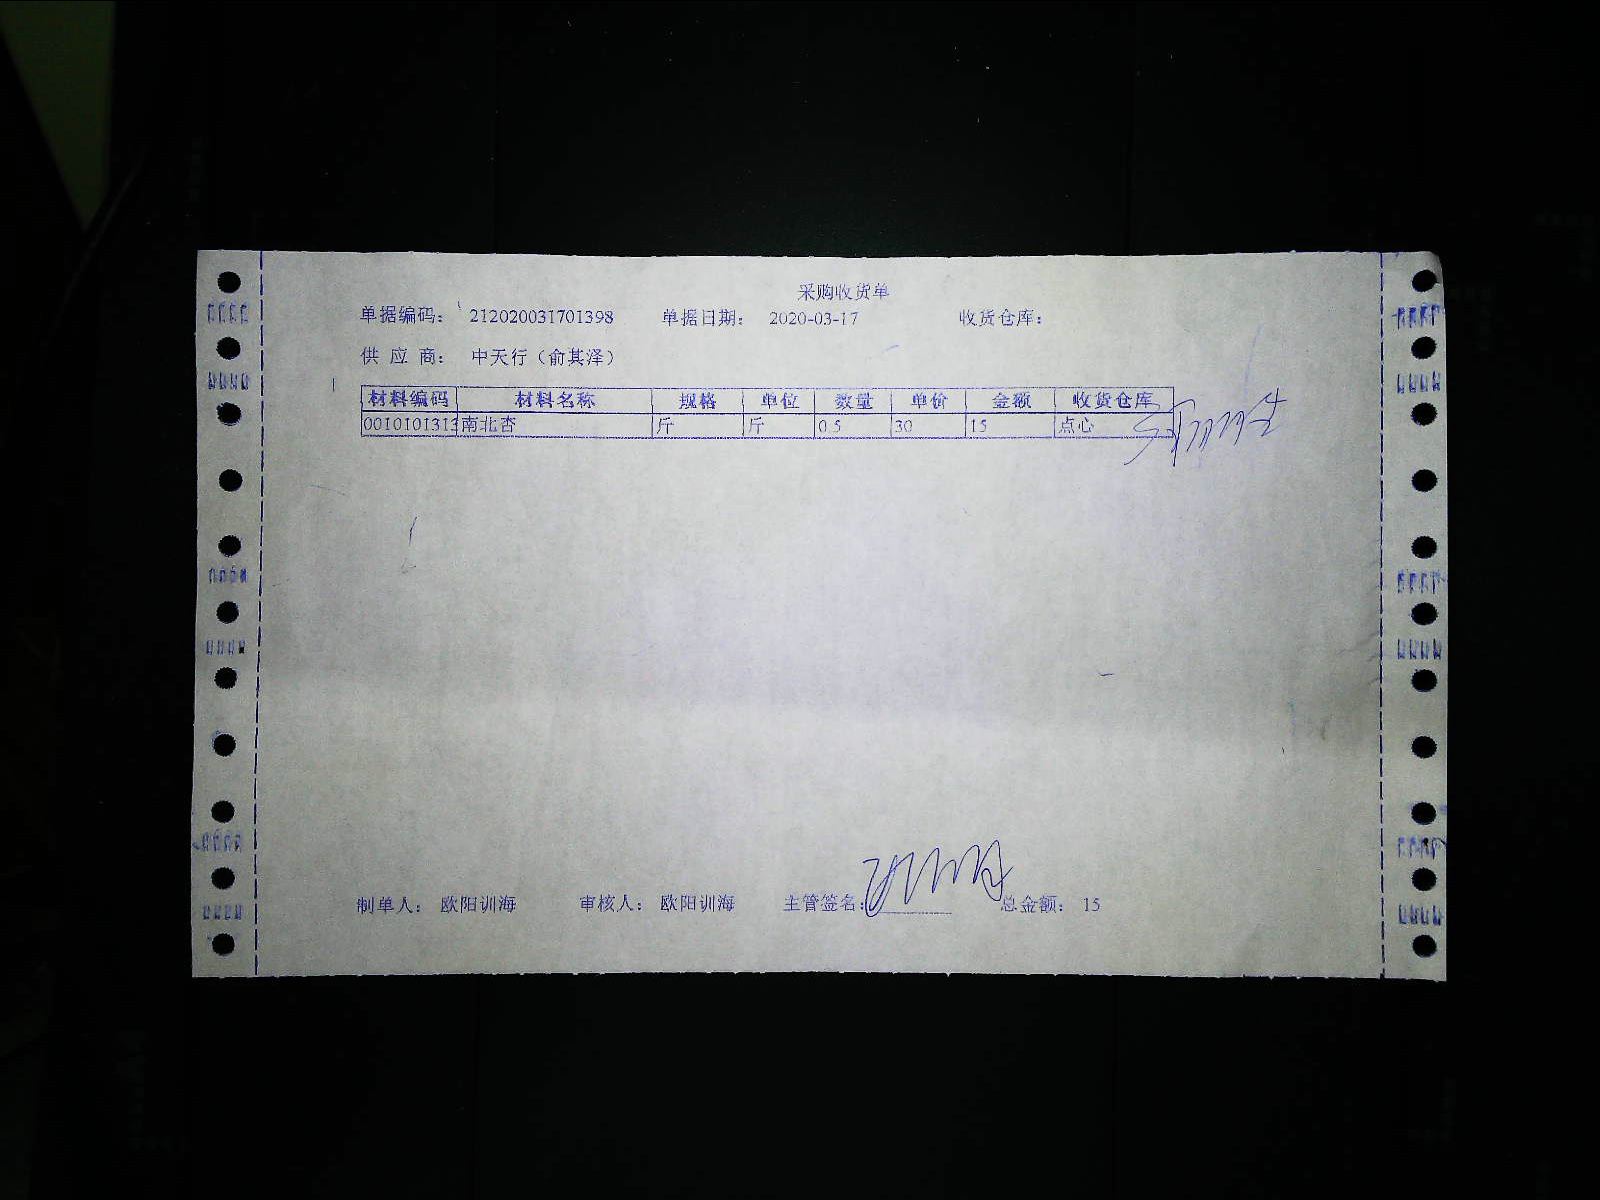 采购收货单
单据编码： 212020031701398 单据日期： 2020-03-17 收货仓库：
供 应 商： 中天行（俞其泽）
材料编码 材料名称 规格 单位 数量 单价 金额 收货仓库
0010101313 南北杏 斤 斤 0.5 30 15 点心
制单人： 欧阳训海 审核人： 欧阳训海 主管签名： 总金额： 15